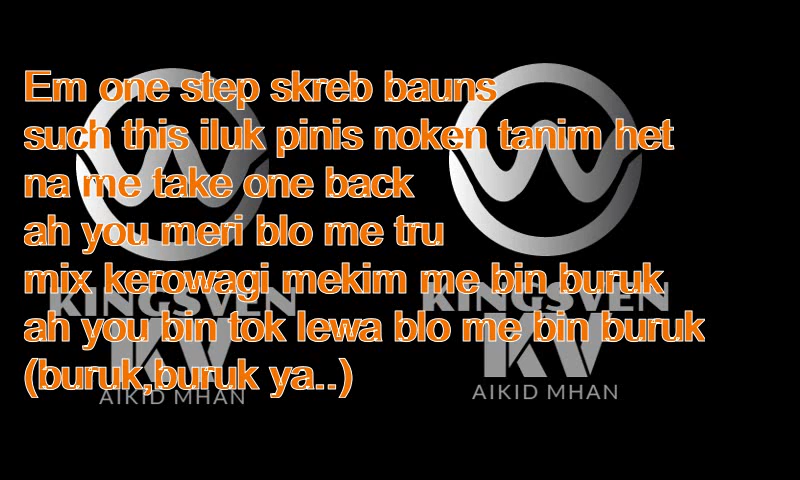 Em one step skreb bauns
such this iluk pinis noken tanim het
na me take one back
ah you meri blo me tru
mix kerowagi mekim me bin buruk
ah you bin tok lewa blo me bin buruk
(buruk,buruk ya..)
KINGSVEN
KV
AIKID MHAN
KINGSVEN
KV
AIKID MHAN